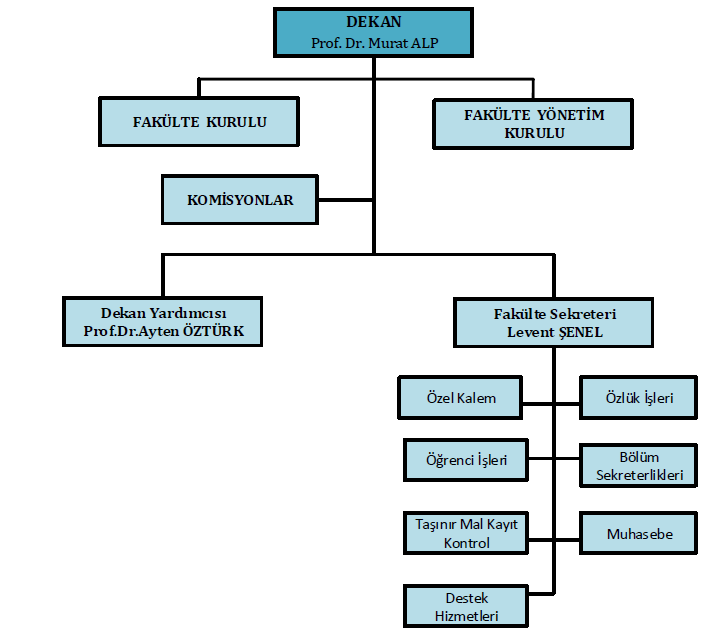 DEKAN
Prof. Dr. Murat ALP
FAKÜLTE KURULU
FAKÜLTE YÖNETİM
KURULU
KOMİSYONLAR
Dekan Yardımcısı
Prof.Dr.Ayten ÖZTÜRK
Fakülte Sekreteri
Levent ŞENEL
Özel Kalem
Özlük İşleri
Öğrenci İşleri
Bölüm
Sekreterlikleri
Taşınır Mal Kayıt
Kontrol
Muhasebe
Destek
Hizmetleri